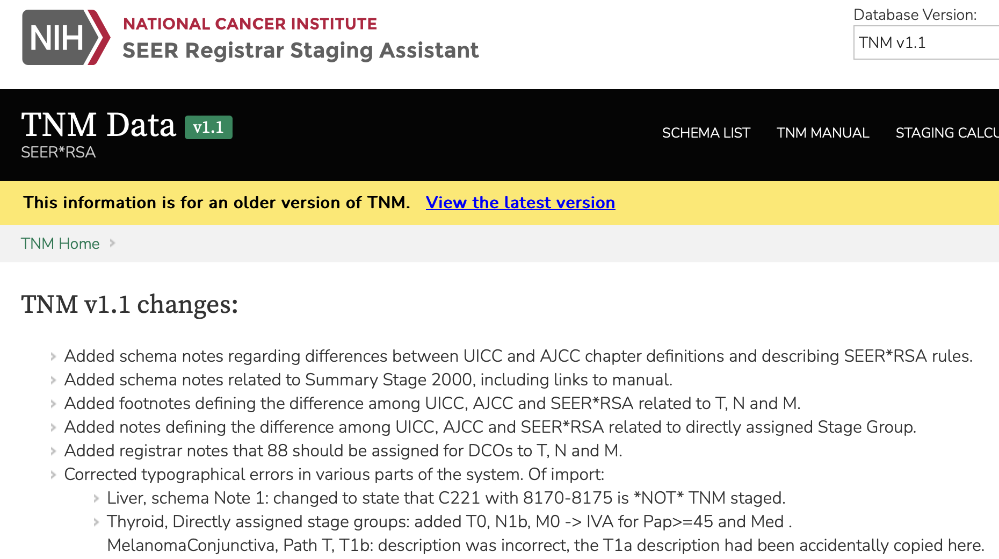 NIH
NATIONAL CANCER INSTITUTE
SEER Registrar Staging Assistant
Database Version:
TNM v1.1
TNM Data v1.1
SEER*RSA
SCHEMA LIST TNM MANUAL STAGING CALCU
This information is for an older version of TNM. View the latest version
TNM Home
TNM v1.1 changes:
Added schema notes regarding differences between UICC and AJCC chapter definitions and describing SEER*RSA rules.
Added schema notes related to Summary Stage 2000, including links to manual.
Added footnotes defining the difference among UICC, AJCC and SEER*RSA related to T, N and M.
Added notes defining the difference among UICC, AJCC and SEER*RSA related to directly assigned Stage Group.
Added registrar notes that 88 should be assigned for DCOs to T, N and M.
Corrected typographical errors in various parts of the system. Of import:
Liver, schema Note 1: changed to state that C221 with 8170-8175 is *NOT* TNM staged.
Thyroid, Directly assigned stage groups: added T0, N1b, M0 -> IVA for Pap>=45 and Med .
MelanomaConjunctiva, Path T, T1b: description was incorrect, the T1a description had been accidentally copied here.